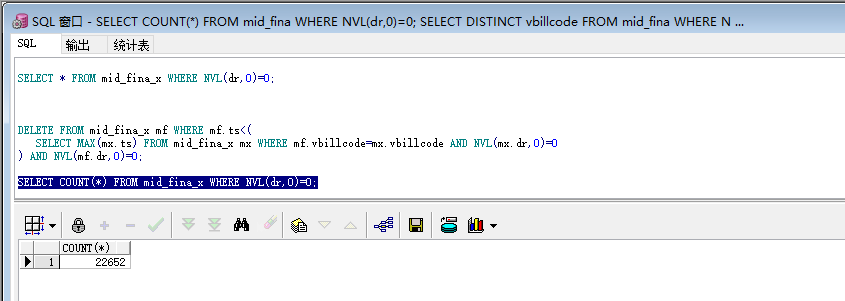 SQL 窗口 - SELECT COUNT(*) FROM mid_fina WHERE NVL(dr,0)=0; SELECT DISTINCT vbillcode FROM mid_fina WHERE N ...
SQL 输出 统计表
SELECT * FROM mid_fina_x WHERE NVL(dr,0)=0;
DELETE FROM mid_fina_x mf WHERE mf.ts<(
SELECT MAX(mx.ts) FROM mid_fina_x mx WHERE mf.vbillcode=mx.vbillcode AND NVL(mx.dr,0)=0
) AND NVL(mf.dr,0)=0;
SELECT COUNT(*) FROM mid_fina_x WHERE NVL(dr,0)=0;
COUNT(*)
1 22652